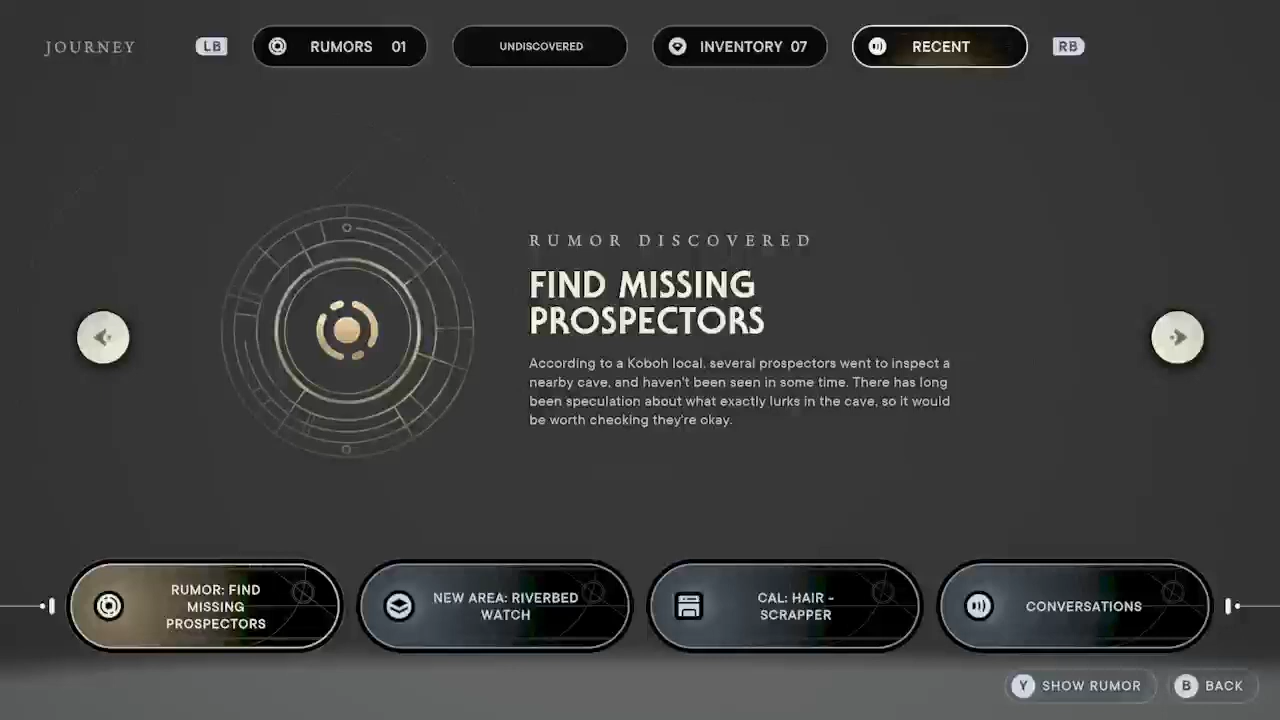 JOURNEY
LB
RUMORS 01
UNDISCOVERED
INVENTORY 07
RECENT
RB
RUMOR DISCOVERED
FIND MISSING
PROSPECTORS
According to a Koboh local, several prospectors went to inspect a
nearby cave, and haven't been seen in some time. There has long
been speculation about what exactly lurks in the cave, so it would
be worth checking they're okay.
RUMOR: FIND
MISSING
PROSPECTORS
NEW AREA: RIVERBED
WATCH
CAL: HAIR -
SCRAPPER
CONVERSATIONS
Y SHOW RUMOR
B BACK